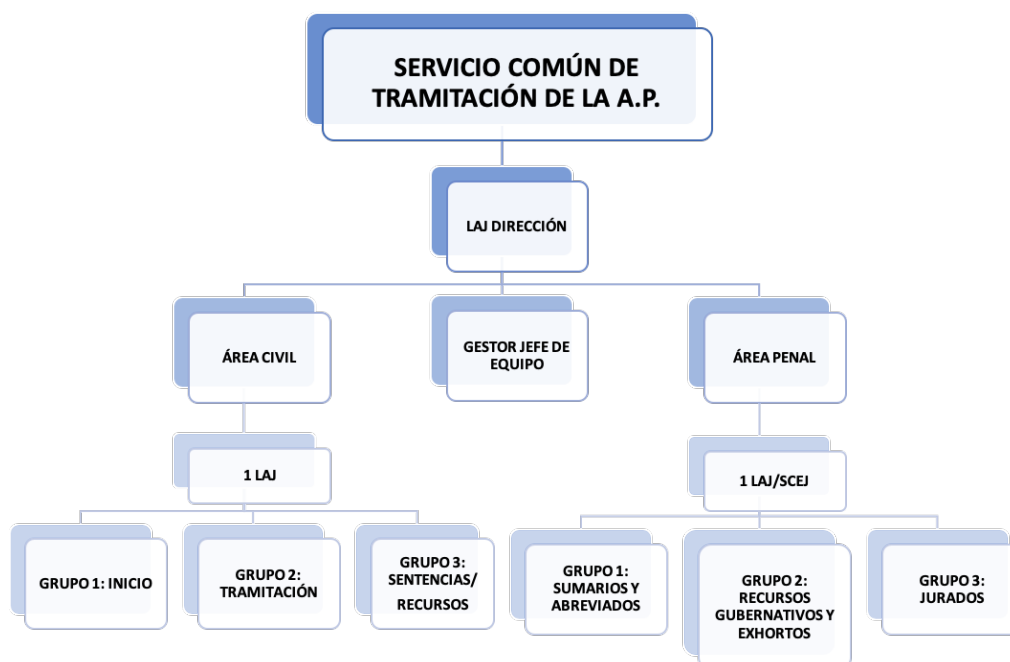 SERVICIO COMÚN DE
TRAMITACIÓN DE LA A.P.
LAJ DIRECCIÓN
ÁREA CIVIL
GESTOR JEFE DE
EQUIPO
ÁREA PENAL
1 LAJ
1 LAJ/SCEJ
GRUPO 1: INICIO
GRUPO 2:
TRAMITACIÓN
GRUPO 3:
SENTENCIAS/
RECURSOS
GRUPO 1:
SUMARIOS Y
ABREVIADOS
GRUPO 2:
RECURSOS
GUBERNATIVOS Y
EXHORTOS
GRUPO 3:
JURADOS